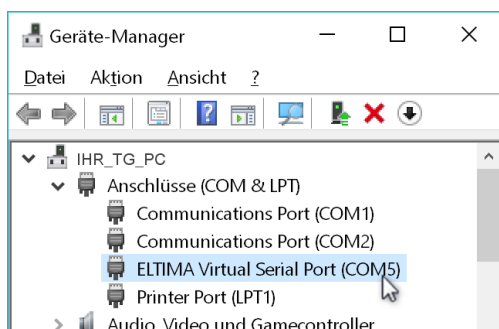 Geräte-Manager
Datei Aktion Ansicht ?
IHR_TG_PC
Anschlüsse (COM & LPT)
Communications Port (COM1)
Communications Port (COM2)
ELTIMA Virtual Serial Port (COM5)
Printer Port (LPT1)
Audio, Video und Gamecontroller